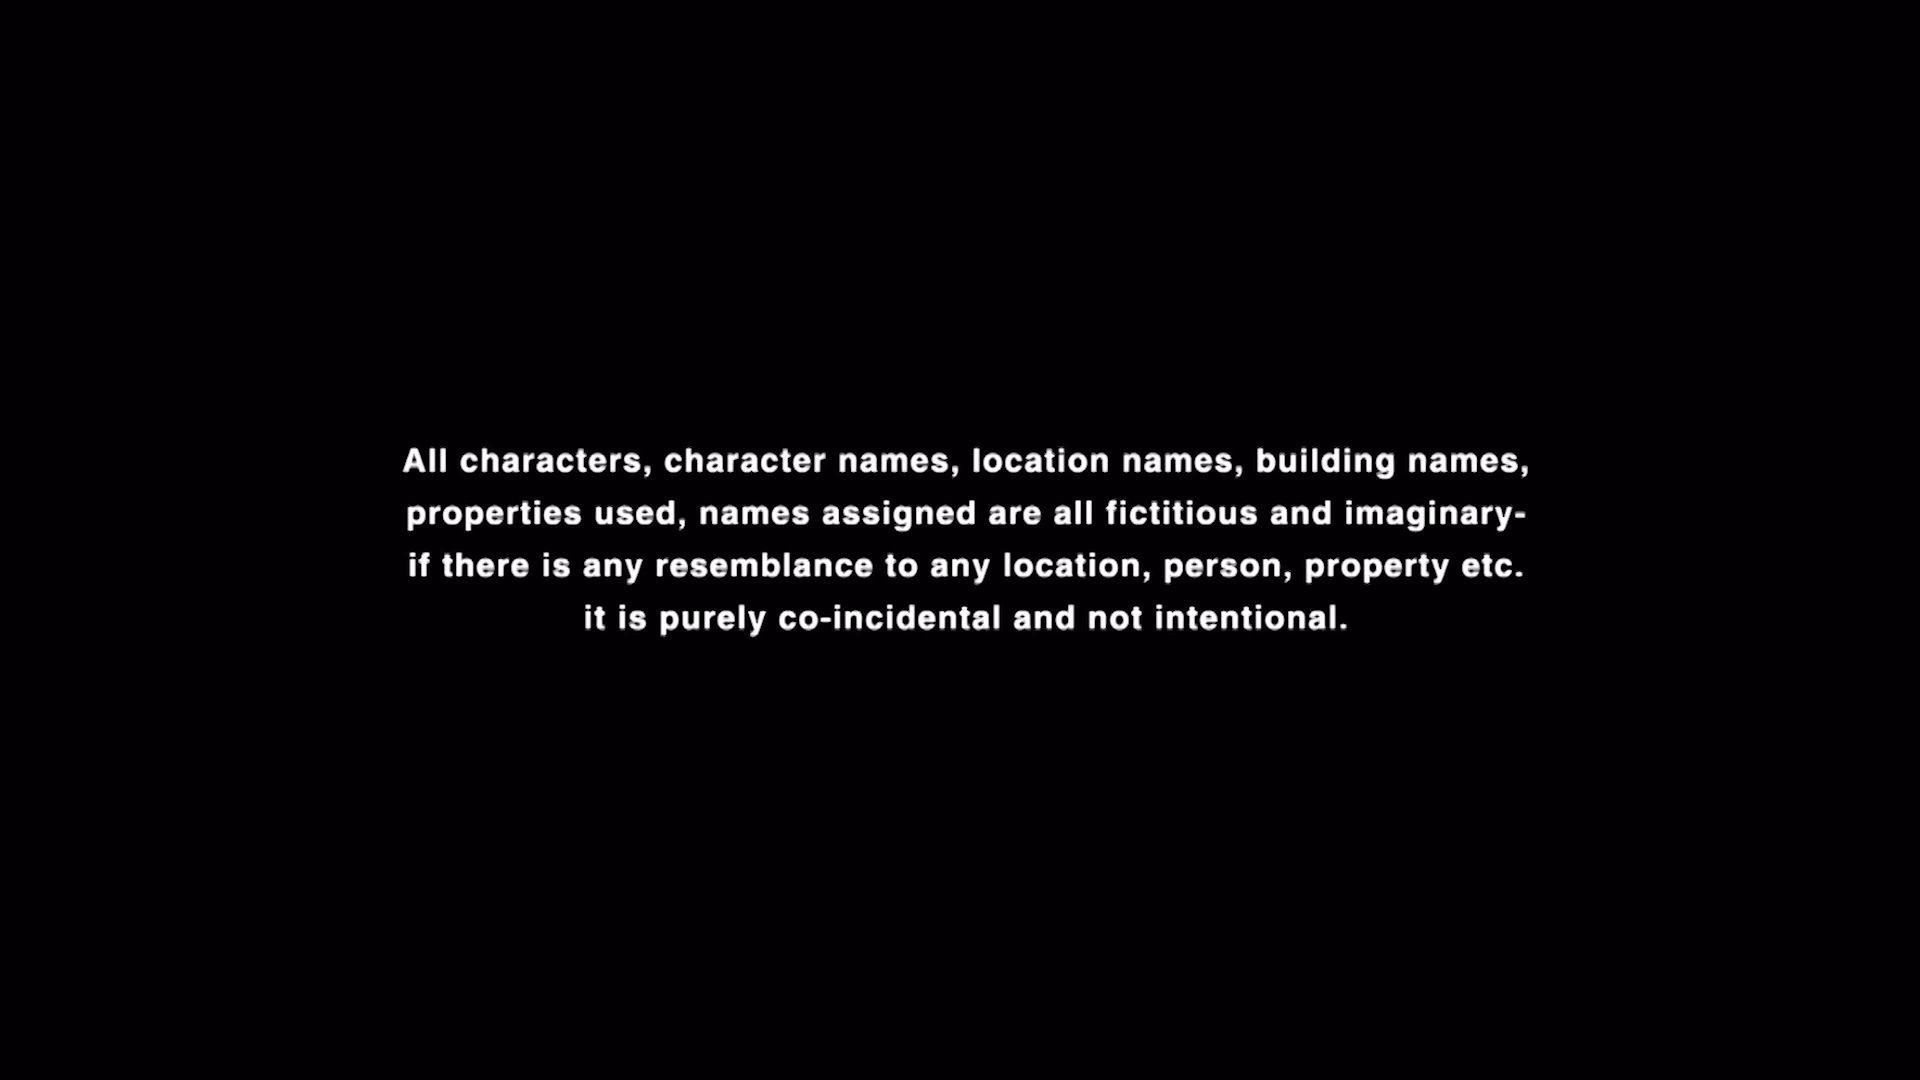 All characters, character names, location names, building names,
properties used, names assigned are all fictitious and imaginary-
if there is any resemblance to any location, person, property etc.
it is purely co-incidental and not intentional.